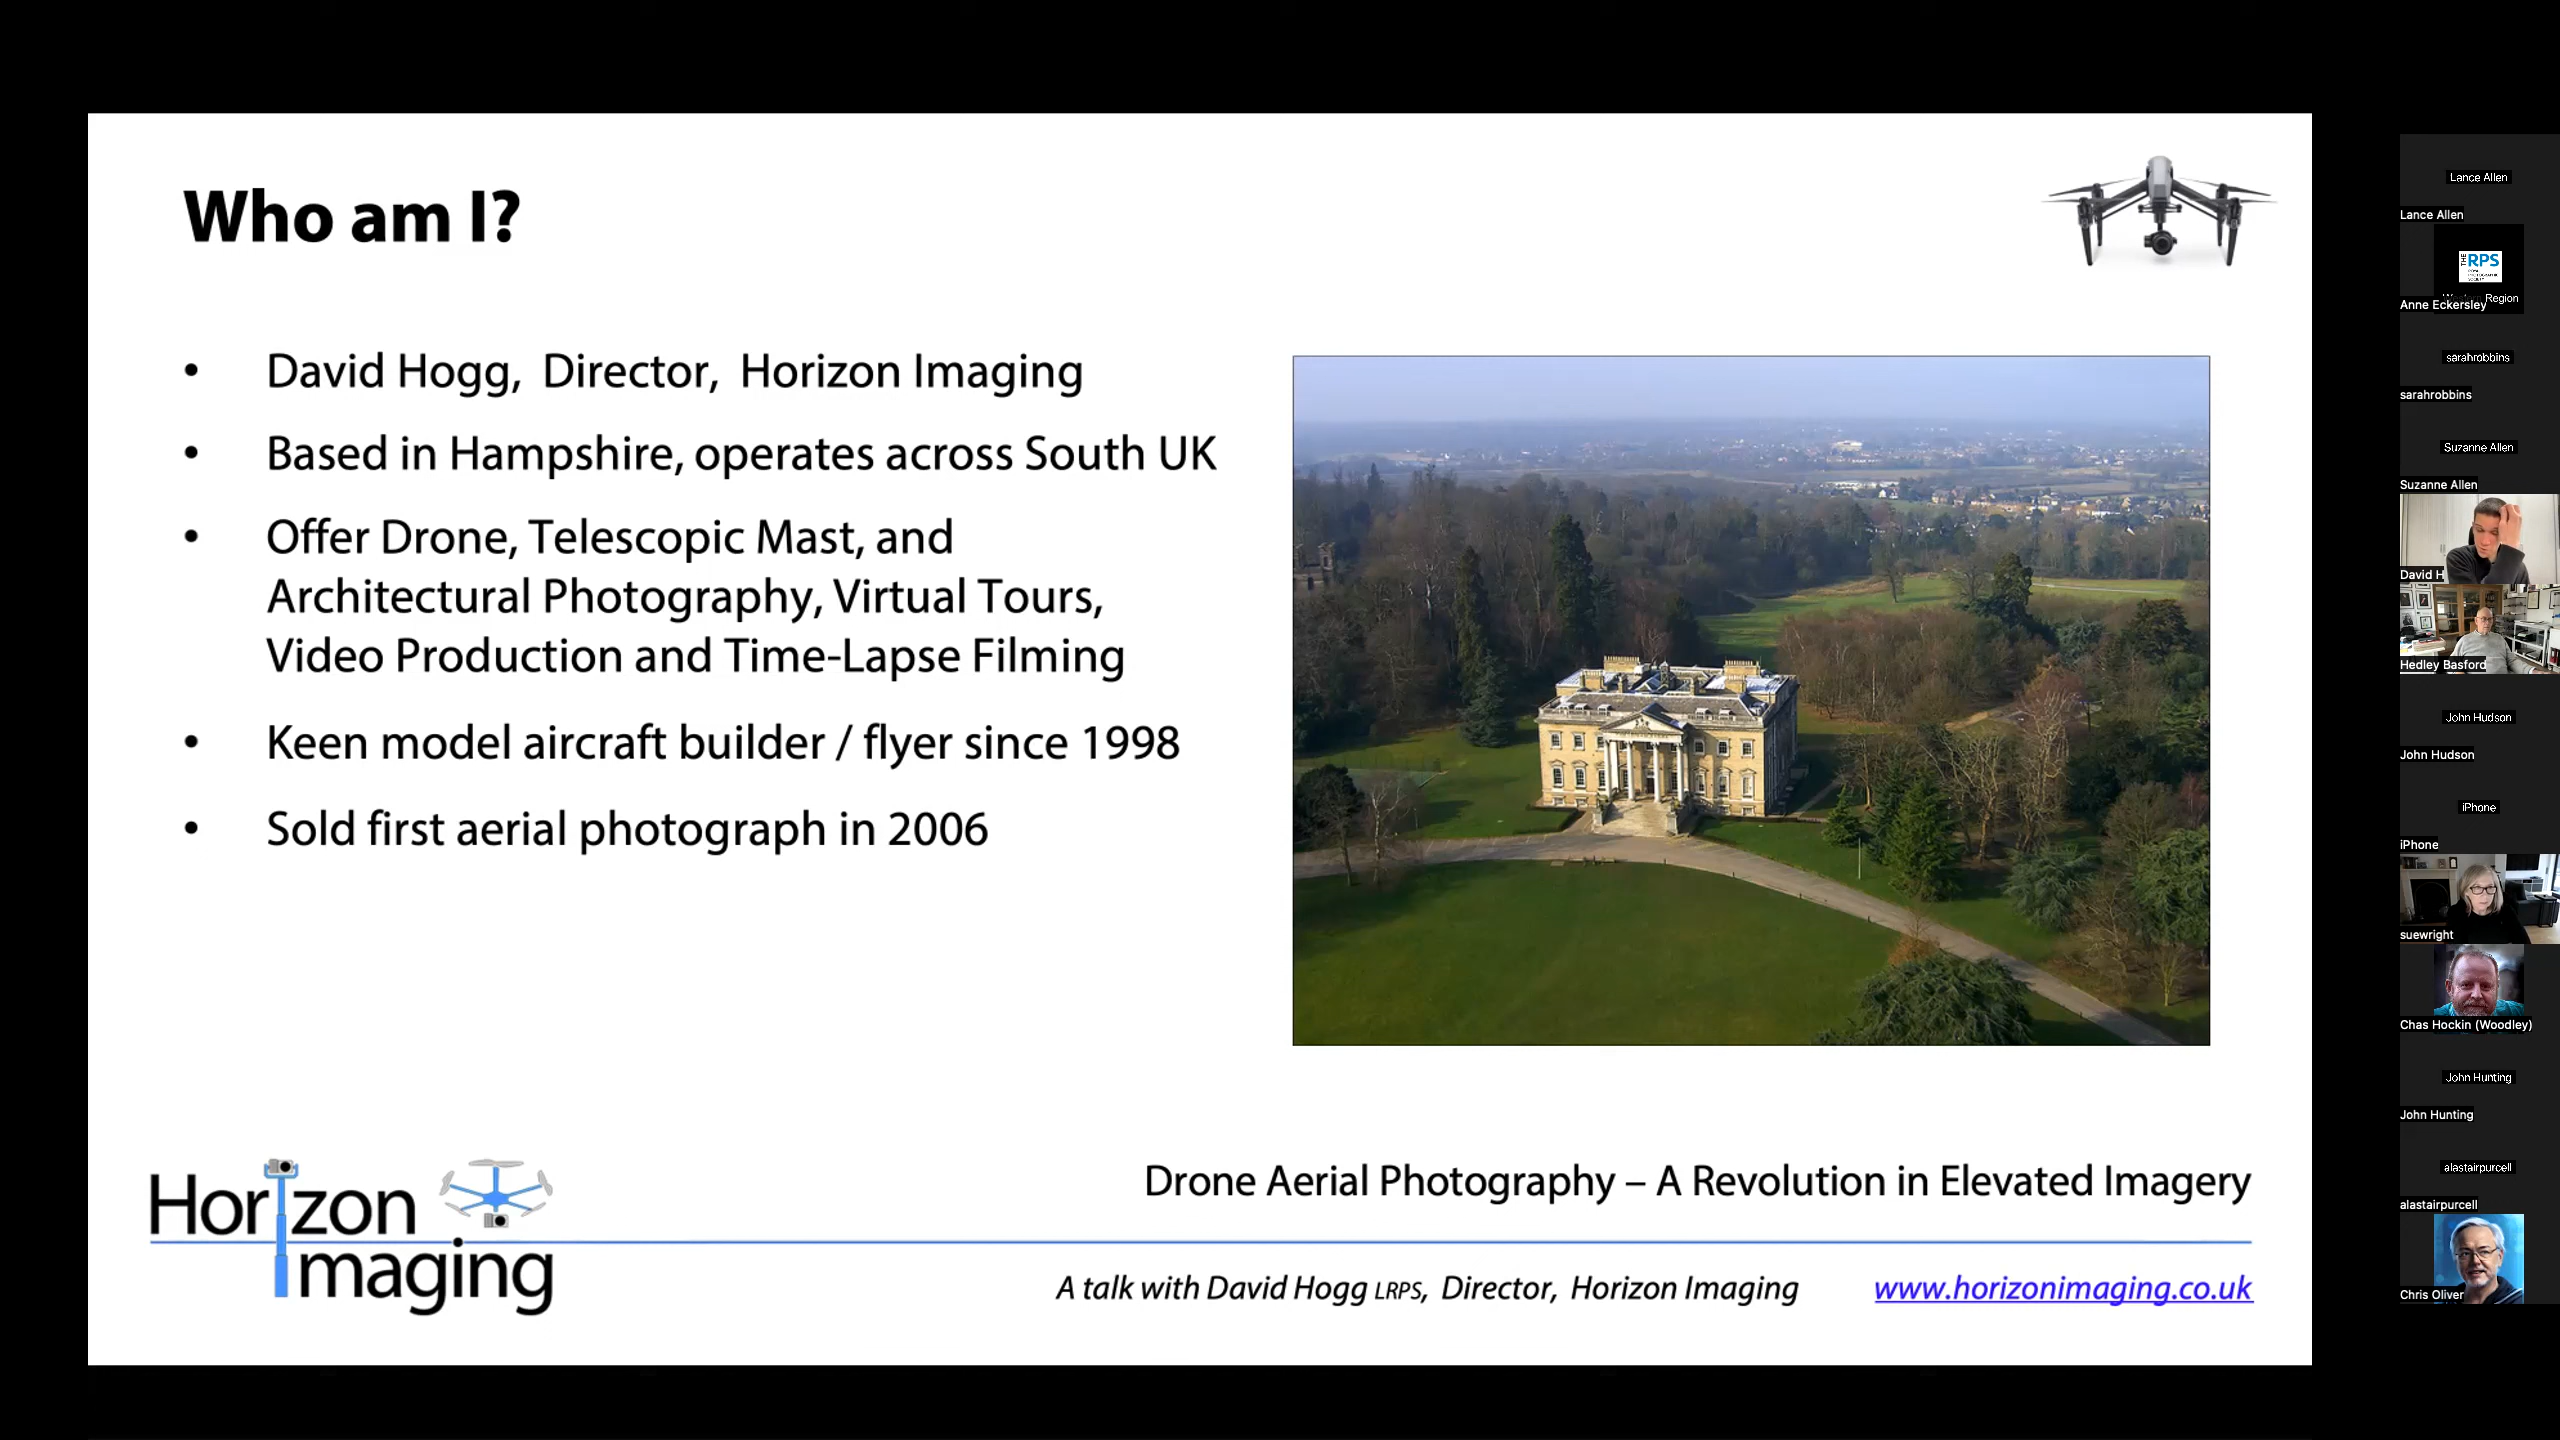 Who am I?
• David Hogg, Director, Horizon Imaging
• Based in Hampshire, operates across South UK
• Offer Drone, Telescopic Mast, and
Architectural Photography, Virtual Tours,
Video Production and Time-Lapse Filming
• Keen model aircraft builder / flyer since 1998
• Sold first aerial photograph in 2006
Horizon
Imaging
Drone Aerial Photography – A Revolution in Elevated Imagery
A talk with David Hogg LRPS, Director, Horizon Imaging
www.horizonimaging.co.uk
Lance Allen
Lance Allen
THE RPS
Region
Anne Eckersley
sarahrobbins
sarahrobbins
Suzanne Allen
Suzanne Allen
David H
Hedley Basford
John Hudson
John Hudson
iPhone
iPhone
suewright
Chas Hockin (Woodley)
John Hunting
John Hunting
alastairpurcell
alastairpurcell
Chris Oliver